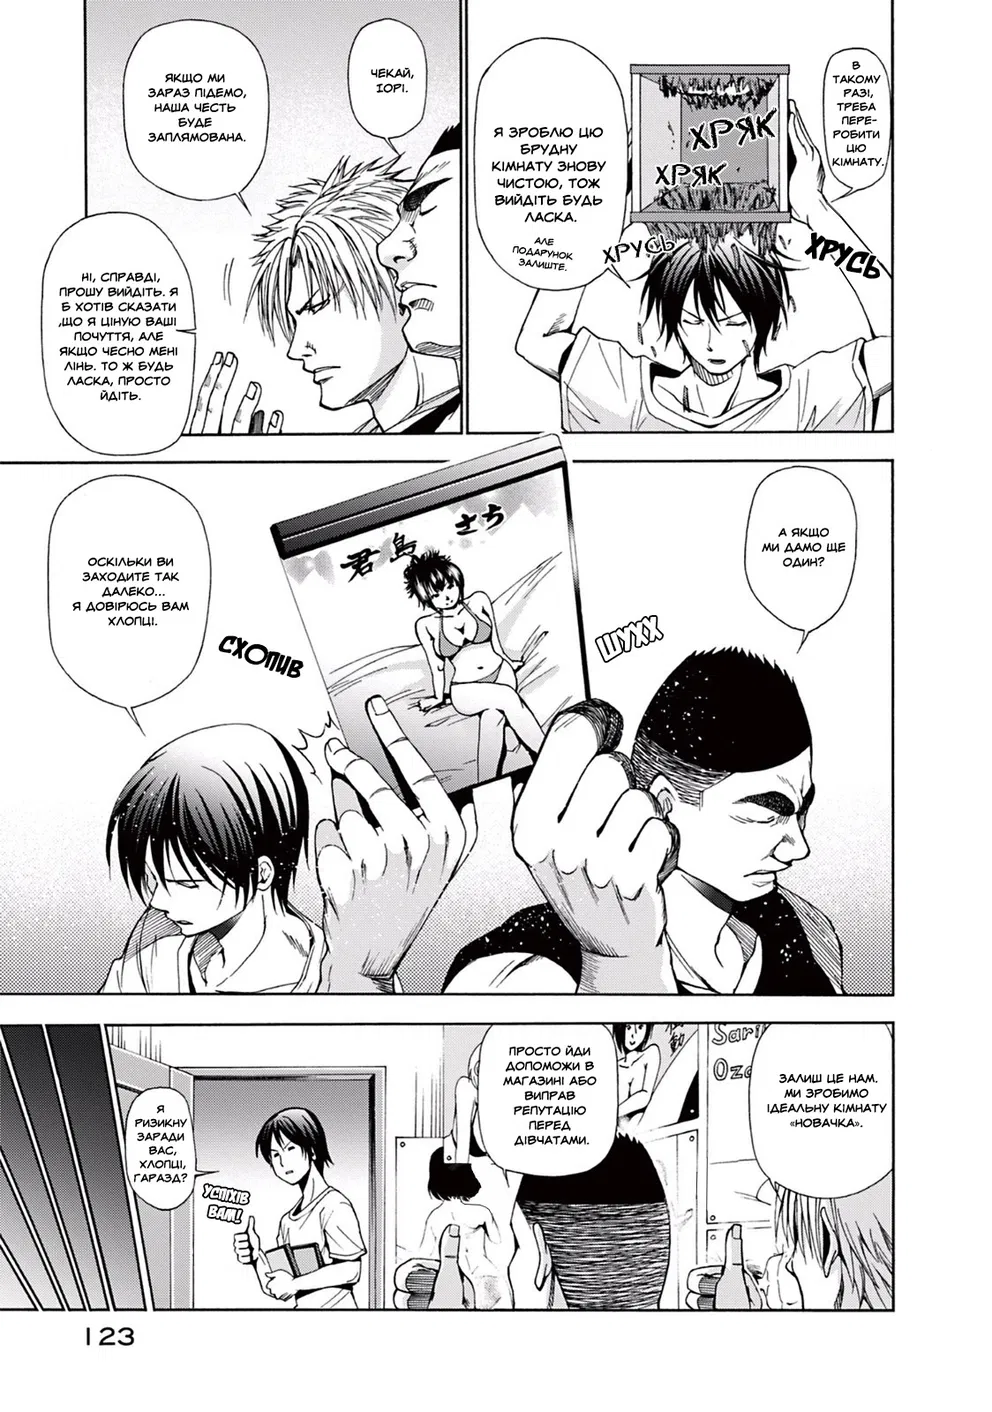 В
ТАКОМУ
РАЗІ,
ТРЕБА
ПЕРЕ-
РОБИТИ
ЦЮ
КІМНАТУ.
ХРЯК
ХРЯК
ХРУСЬ
ХРУСЬ
Я ЗРОБЛЮ ЦЮ
БРУДНУ
КІМНАТУ ЗНОВУ
ЧИСТОЮ, ТОЖ
ВИЙДІТЬ БУДЬ
ЛАСКА.
АЛЕ
ПОДАРУНОК
ЗАЛИШТЕ.
ЧЕКАЙ,
ІОРІ.
ЯКЩО МИ
ЗАРАЗ ПІДЕМО,
НАША ЧЕСТЬ
БУДЕ
ЗАПЛЯМОВАНА.
НІ, СПРАВДІ,
ПРОШУ ВИЙДІТЬ. Я
Б ХОТІВ СКАЗАТИ
,ЩО Я ЦІНУЮ ВАШІ
ПОЧУТТЯ, АЛЕ
ЯКЩО ЧЕСНО МЕНІ
ЛІНЬ. ТО Ж БУДЬ
ЛАСКА, ПРОСТО
ЙДІТЬ.
А ЯКЩО
МИ ДАМО ЩЕ
ОДИН?
ШУХХ
君島 さち
СХОПИВ
ОСКІЛЬКИ ВИ
ЗАХОДИТЕ ТАК
ДАЛЕКО...
Я ДОВІРЮСЬ ВАМ
ХЛОПЦІ.
Sari
Oza
ЗАЛИШ ЦЕ НАМ.
МИ ЗРОБИМО
ІДЕАЛЬНУ КІМНАТУ
«НОВАЧКА».
ПРОСТО ЙДИ
ДОПОМОЖИ В
МАГАЗИНІ АБО
ВИПРАВ
РЕПУТАЦІЮ
ПЕРЕД
ДІВЧАТАМИ.
Я
РИЗИКНУ
ЗАРАДИ
ВАС,
ХЛОПЦІ,
ГАРАЗД?
УСПІХІВ
ВАМ!
123